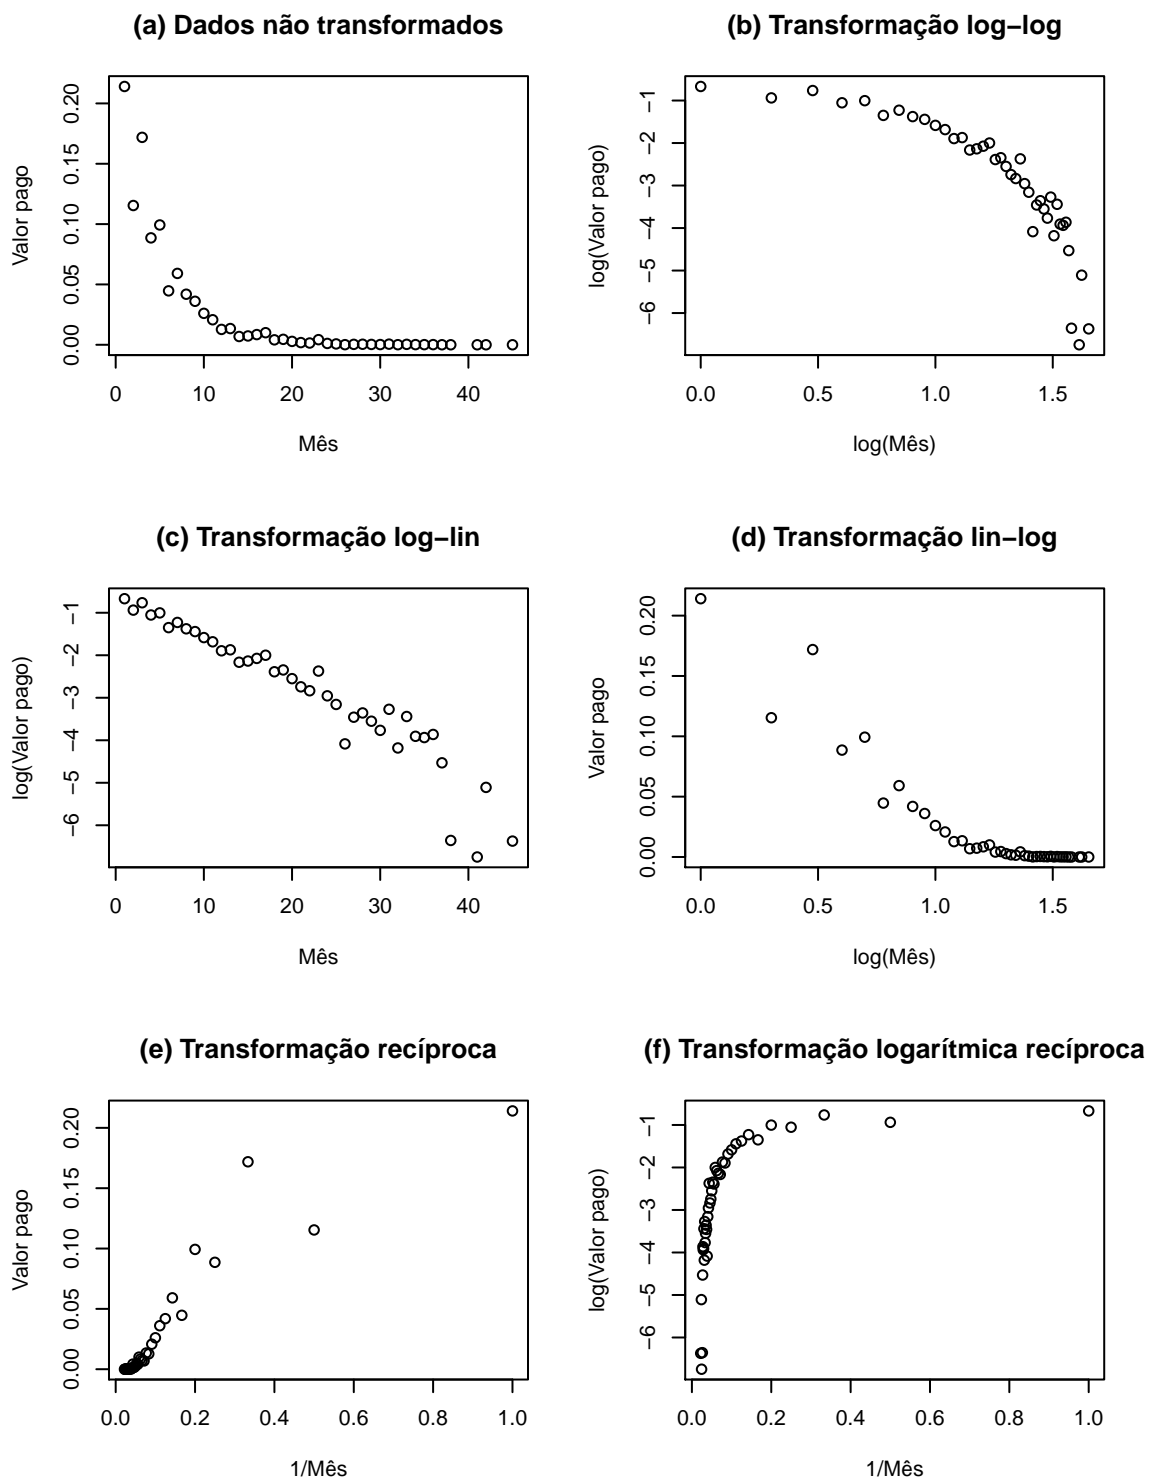 (a) Dados não transformados
Valor pago
0.00 0.05 0.10 0.15 0.20
0 10 20 30 40
Mês
(b) Transformação log−log
log(Valor pago)
−6 −5 −4 −3 −2 −1
0.0 0.5 1.0 1.5
log(Mês)
(c) Transformação log−lin
log(Valor pago)
−6 −5 −4 −3 −2 −1
0 10 20 30 40
Mês
(d) Transformação lin−log
Valor pago
0.00 0.05 0.10 0.15 0.20
0.0 0.5 1.0 1.5
log(Mês)
(e) Transformação recíproca
Valor pago
0.00 0.05 0.10 0.15 0.20
0.0 0.2 0.4 0.6 0.8 1.0
1/Mês
(f) Transformação logarítmica recíproca
log(Valor pago)
−6 −5 −4 −3 −2 −1
0.0 0.2 0.4 0.6 0.8 1.0
1/Mês